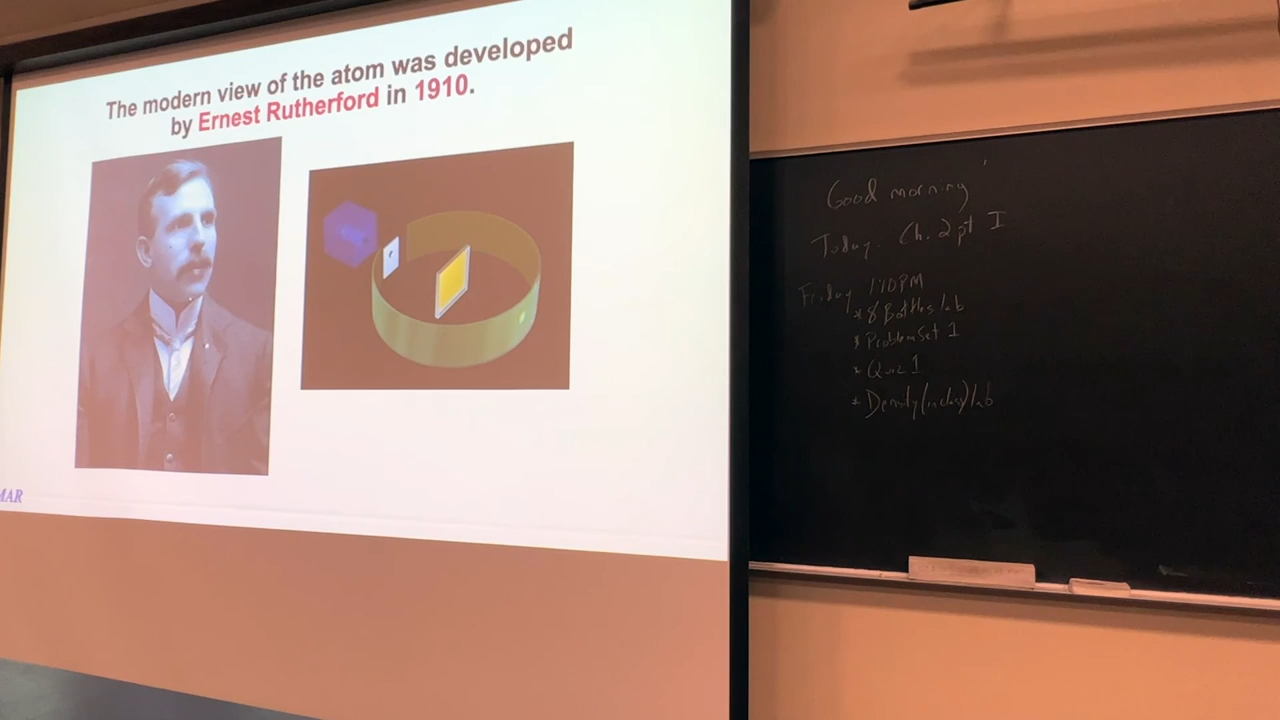 The modern view of the atom was developed
by Ernest Rutherford in 1910.
MAR
Good morning
Today. Ch. 2 pt I
Friday 1:10PM
* 8 Bottles lab
* Problem Set 1
* Quiz 1
* Density (inclass) lab